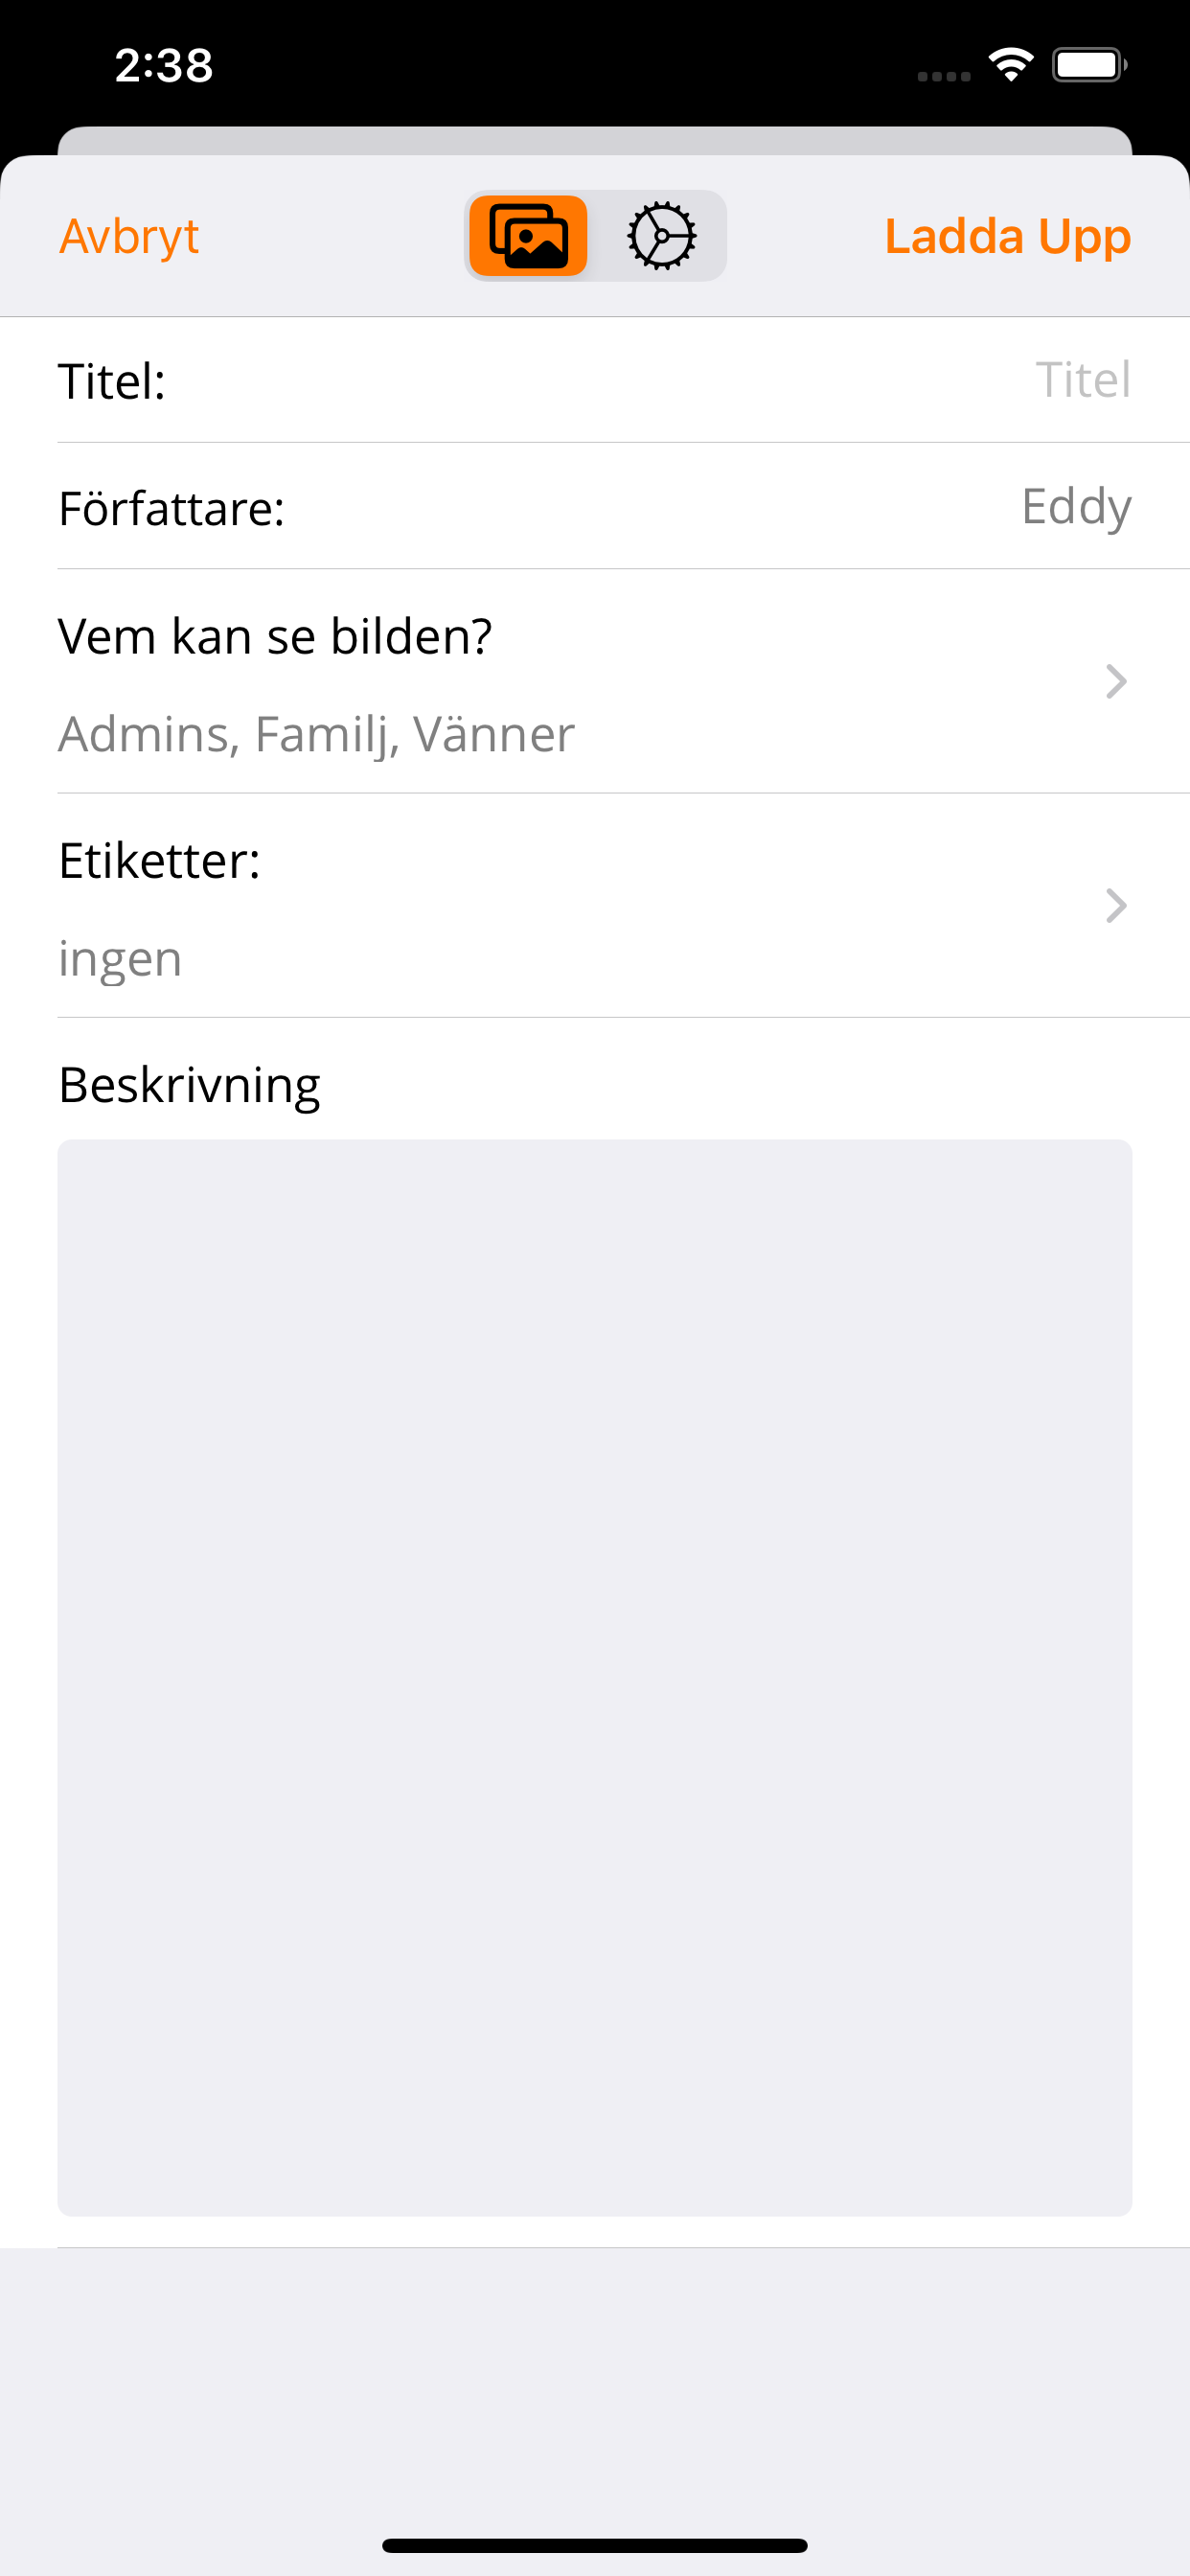 2:38
Avbryt
Ladda Upp
Titel:
Titel
Författare:
Eddy
Vem kan se bilden?
Admins, Familj, Vänner
Etiketter:
ingen
Beskrivning